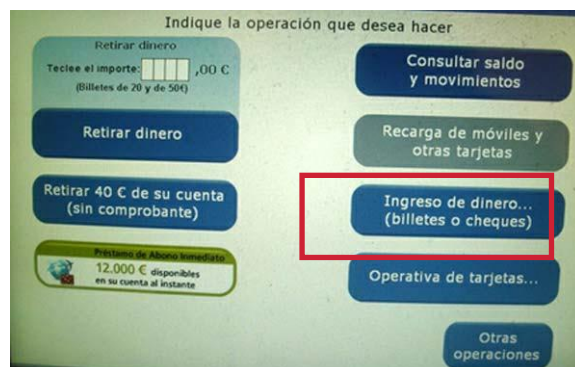 Indique la operación que desea hacer
Retirar dinero
Teclee el importe: ,00 €
(Billetes de 20 y de 50€)
Retirar dinero
Retirar 40 € de su cuenta
(sin comprobante)
Préstamo de Abono Inmediato
12.000 € disponibles
en su cuenta al instante
Consultar saldo
y movimientos
Recarga de móviles y
otras tarjetas
Ingreso de dinero...
(billetes o cheques)
Operativa de tarjetas...
Otras
operaciones